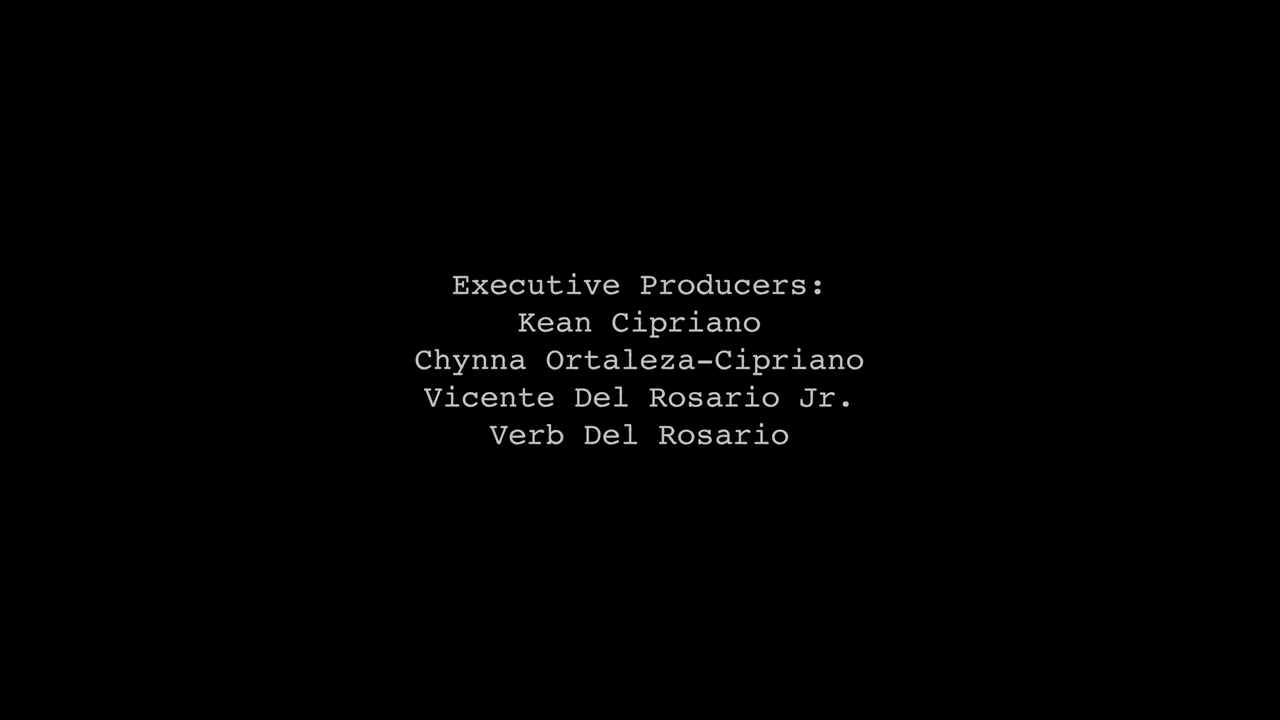 Executive Producers:
Kean Cipriano
Chynna Ortaleza-Cipriano
Vicente Del Rosario Jr.
Verb Del Rosario